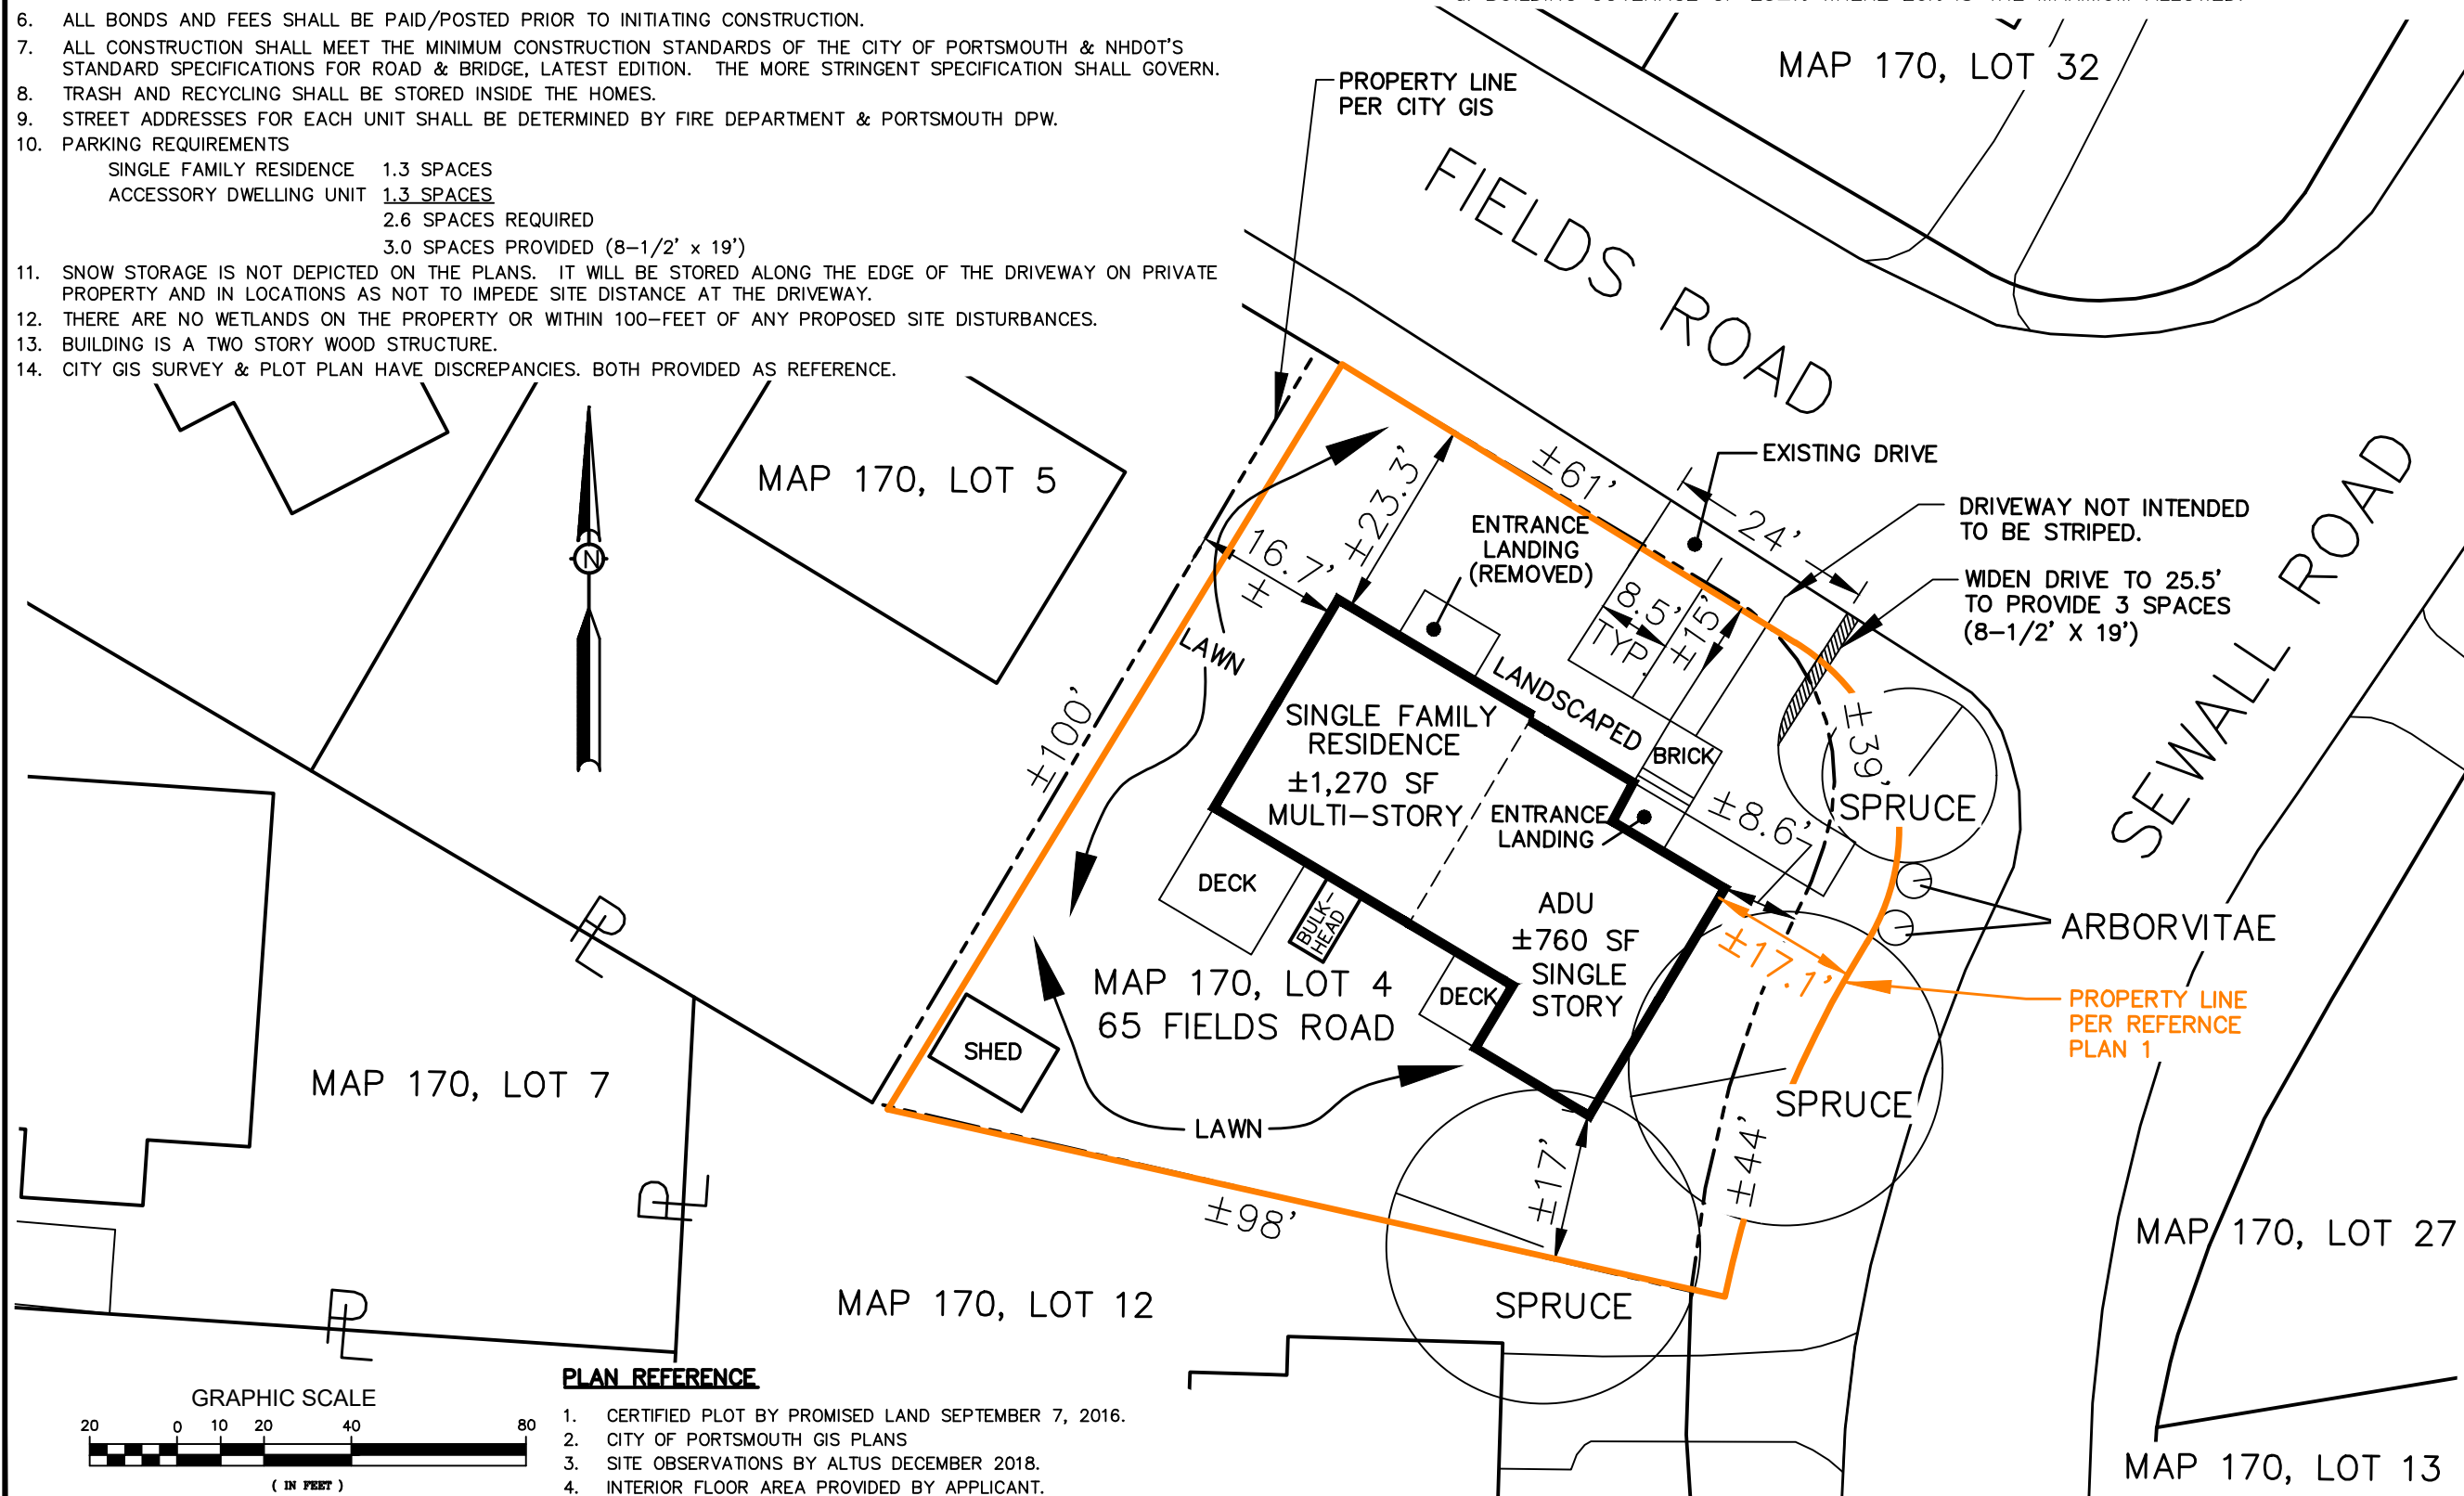 6. ALL BONDS AND FEES SHALL BE PAID/POSTED PRIOR TO INITIATING CONSTRUCTION.
7. ALL CONSTRUCTION SHALL MEET THE MINIMUM CONSTRUCTION STANDARDS OF THE CITY OF PORTSMOUTH & NHDOT'S
STANDARD SPECIFICATIONS FOR ROAD & BRIDGE, LATEST EDITION. THE MORE STRINGENT SPECIFICATION SHALL GOVERN.
8. TRASH AND RECYCLING SHALL BE STORED INSIDE THE HOMES.
9. STREET ADDRESSES FOR EACH UNIT SHALL BE DETERMINED BY FIRE DEPARTMENT & PORTSMOUTH DPW.
10. PARKING REQUIREMENTS
SINGLE FAMILY RESIDENCE 1.3 SPACES
ACCESSORY DWELLING UNIT 1.3 SPACES
2.6 SPACES REQUIRED
3.0 SPACES PROVIDED (8-1/2' x 19')
11. SNOW STORAGE IS NOT DEPICTED ON THE PLANS. IT WILL BE STORED ALONG THE EDGE OF THE DRIVEWAY ON PRIVATE
PROPERTY AND IN LOCATIONS AS NOT TO IMPEDE SITE DISTANCE AT THE DRIVEWAY.
12. THERE ARE NO WETLANDS ON THE PROPERTY OR WITHIN 100-FEET OF ANY PROPOSED SITE DISTURBANCES.
13. BUILDING IS A TWO STORY WOOD STRUCTURE.
14. CITY GIS SURVEY & PLOT PLAN HAVE DISCREPANCIES. BOTH PROVIDED AS REFERENCE.
PROPERTY LINE
PER CITY GIS
MAP 170, LOT 32
FIELDS ROAD
SEWALL ROAD
MAP 170, LOT 5
N
±61'
EXISTING DRIVE
24'
DRIVEWAY NOT INTENDED
TO BE STRIPED.
WIDEN DRIVE TO 25.5'
TO PROVIDE 3 SPACES
(8-1/2' X 19')
±23.3'
16.7'
±
ENTRANCE
LANDING
(REMOVED)
8.5'
TYP.
±15'
LAWN
LANDSCAPED
±100'
SINGLE FAMILY
RESIDENCE
±1,270 SF
MULTI-STORY
BRICK
±39'
SPRUCE
ENTRANCE
LANDING
±8.6'
DECK
BULK-
HEAD
ADU
±760 SF
SINGLE
STORY
ARBORVITAE
±17.1'
PROPERTY LINE
PER REFERNCE
PLAN 1
PL
MAP 170, LOT 4
65 FIELDS ROAD
DECK
SHED
MAP 170, LOT 7
SPRUCE
LAWN
±17'
±44'
PL
±98'
MAP 170, LOT 27
MAP 170, LOT 12
SPRUCE
PL
PLAN REFERENCE
1. CERTIFIED PLOT BY PROMISED LAND SEPTEMBER 7, 2016.
2. CITY OF PORTSMOUTH GIS PLANS
3. SITE OBSERVATIONS BY ALTUS DECEMBER 2018.
4. INTERIOR FLOOR AREA PROVIDED BY APPLICANT.
GRAPHIC SCALE
20 0 10 20 40 80
( IN FEET )
MAP 170, LOT 13